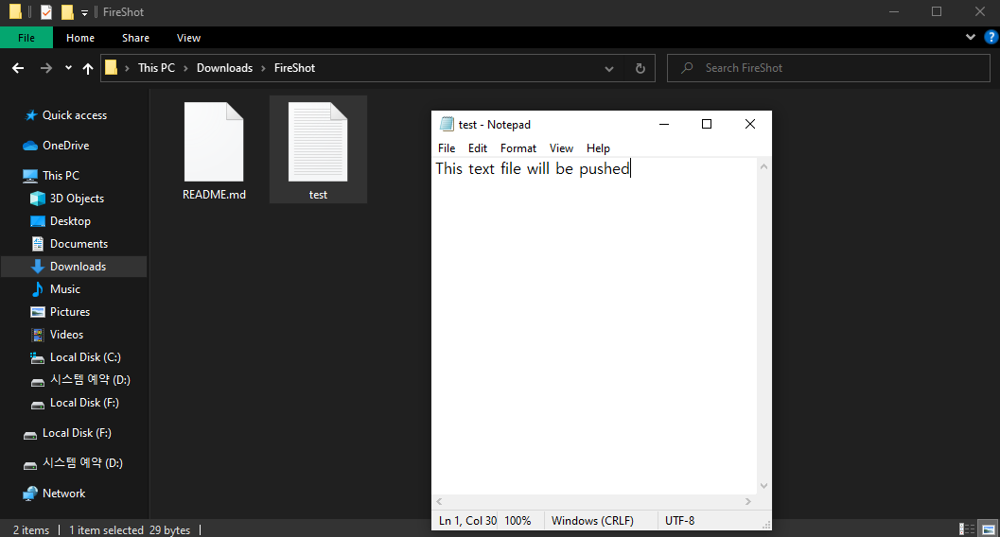 FireShot
File Home Share View
This PC Downloads FireShot
Search FireShot
Quick access
OneDrive
This PC
3D Objects
Desktop
Documents
Downloads
Music
Pictures
Videos
Local Disk (C:)
시스템 예약 (D:)
Local Disk (F:)
Local Disk (F:)
시스템 예약 (D:)
Network
README.md
test
test - Notepad
File Edit Format View Help
This text file will be pushed
Ln 1, Col 30 100% Windows (CRLF) UTF-8
2 items 1 item selected 29 bytes